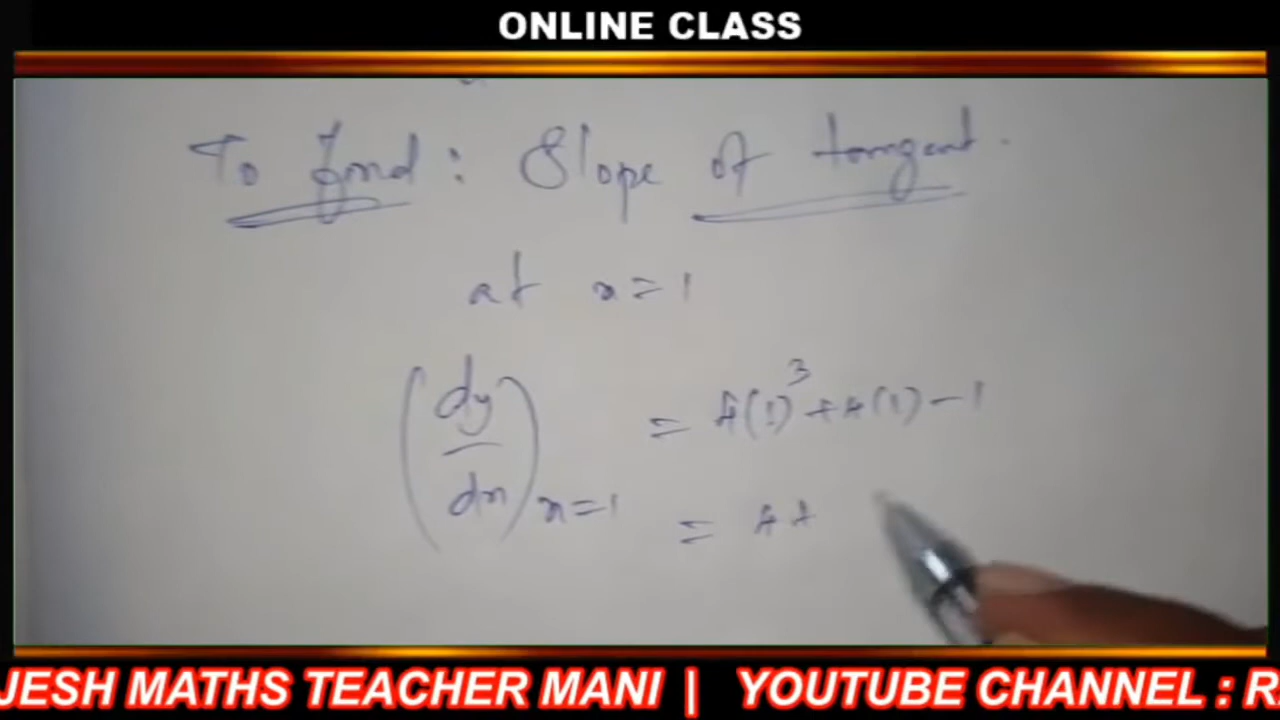 ONLINE CLASS
To find: Slope of tangent.
at x=1
(dy/dx)x=1 = 4(1)³+4(1)-1
= 4+
JESH MATHS TEACHER MANI | YOUTUBE CHANNEL : R